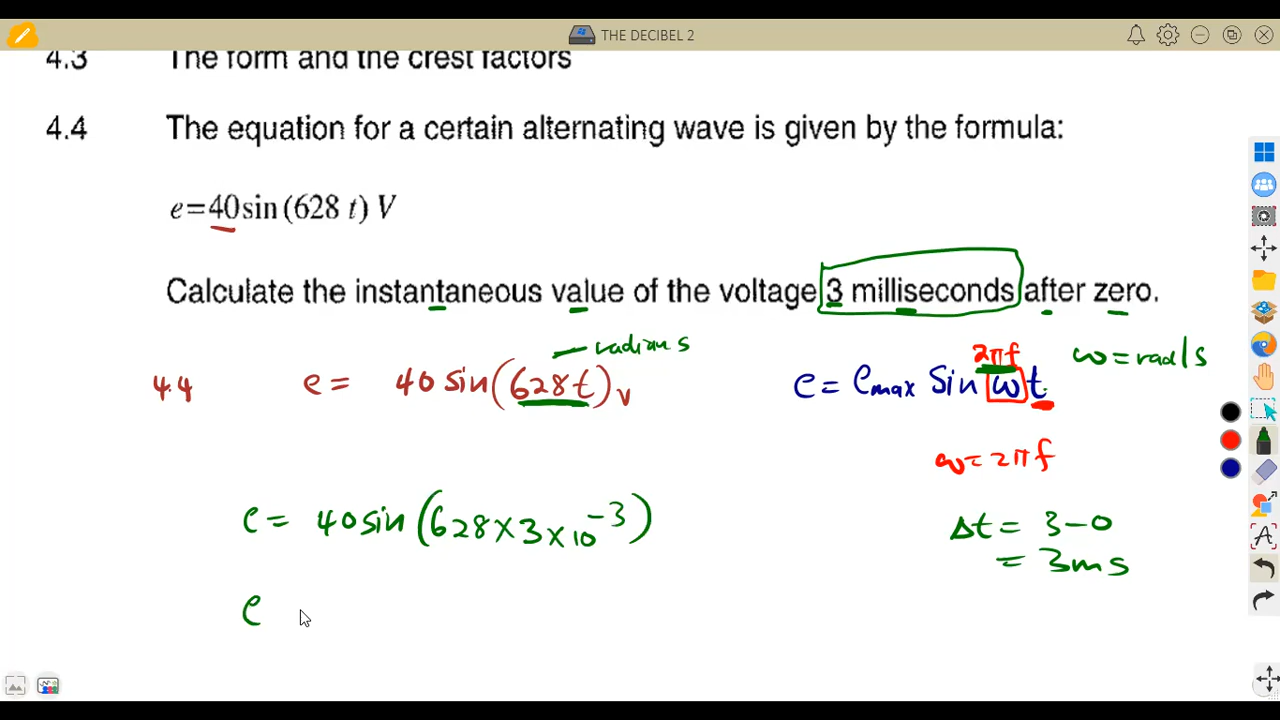 THE DECIBEL 2
4.3 The form and the crest factors
4.4 The equation for a certain alternating wave is given by the formula:
e=40sin(628 t) V
Calculate the instantaneous value of the voltage 3 milliseconds after zero.
radians
2πf
ω = rad/s
4.4 e = 40 sin(628t)v
e = emax Sin ωt
ω = 2πf
e = 40sin(628×3×10⁻³)
Δt = 3-0
= 3ms
e